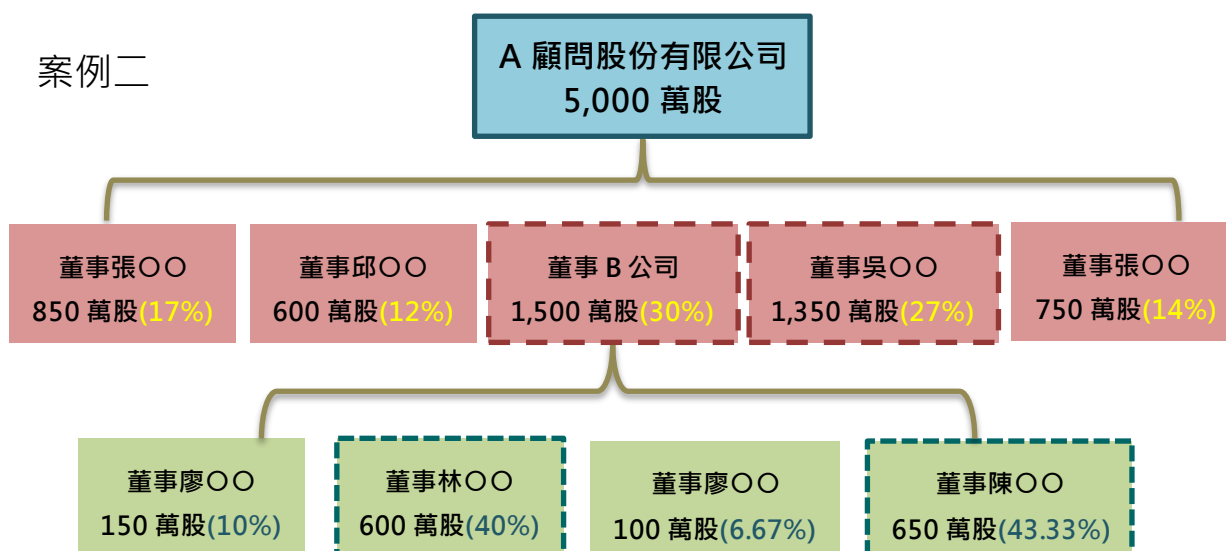 案例二
A 顧問股份有限公司
5,000 萬股
董事張〇〇
850 萬股(17%)
董事邱〇〇
600 萬股(12%)
董事 B 公司
1,500 萬股(30%)
董事吳〇〇
1,350 萬股(27%)
董事張〇〇
750 萬股(14%)
董事廖〇〇
150 萬股(10%)
董事林〇〇
600 萬股(40%)
董事廖〇〇
100 萬股(6.67%)
董事陳〇〇
650 萬股(43.33%)